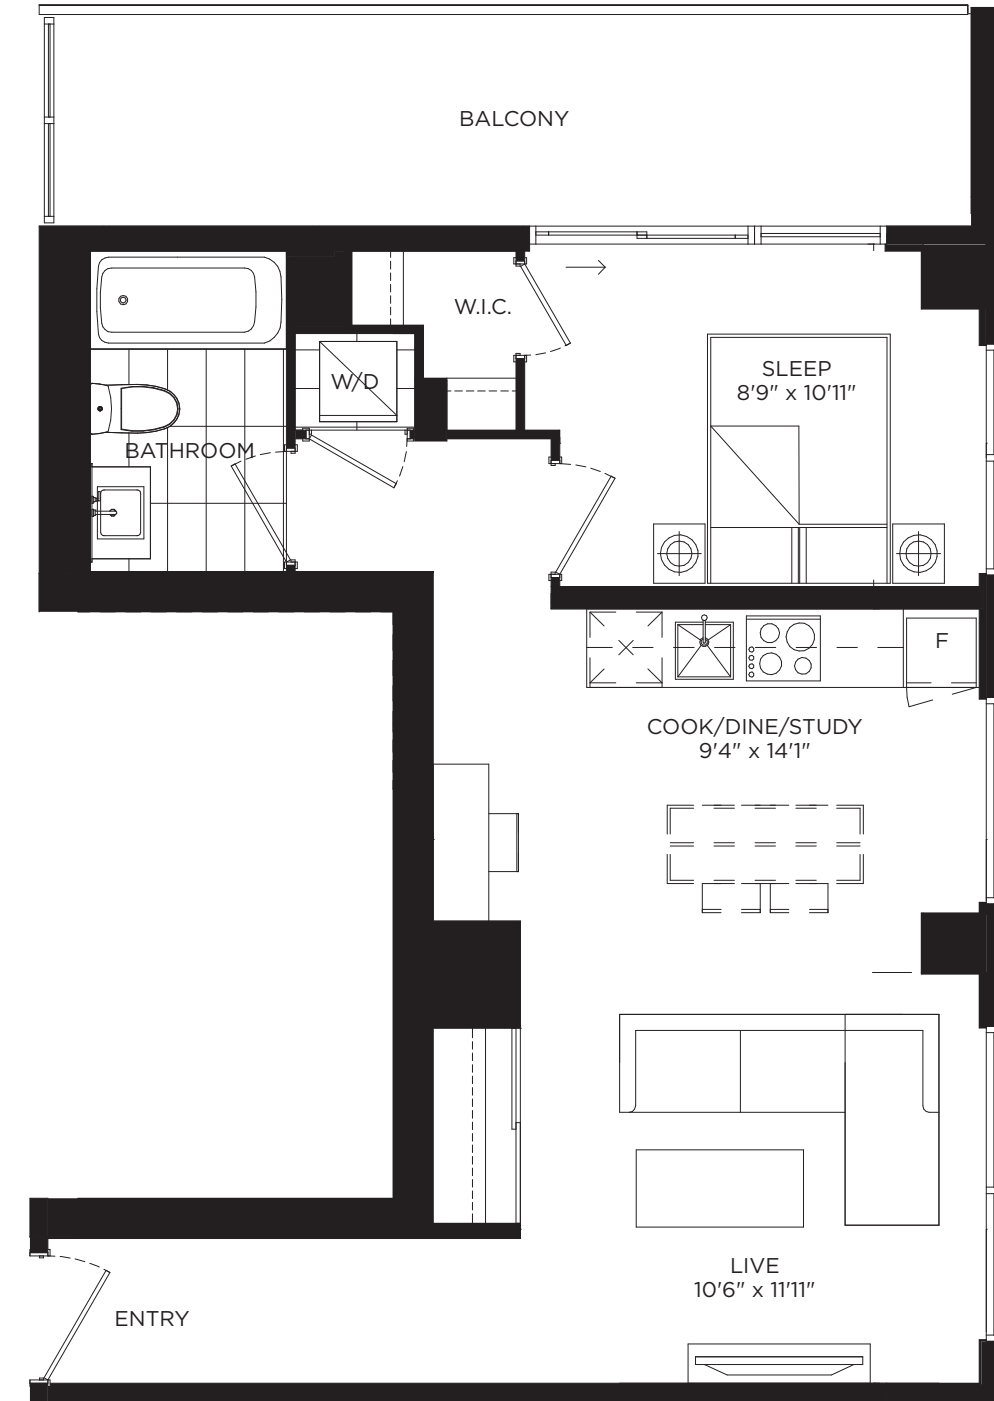 BALCONY
W.I.C.
SLEEP
8'9" x 10'11"
W/D
BATHROOM
F
COOK/DINE/STUDY
9'4" x 14'1"
LIVE
10'6" x 11'11"
ENTRY